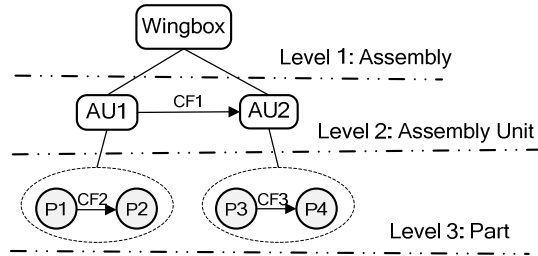 Wingbox
Level 1: Assembly
AU1
CF1
AU2
Level 2: Assembly Unit
P1
CF2
P2
P3
CF3
P4
Level 3: Part